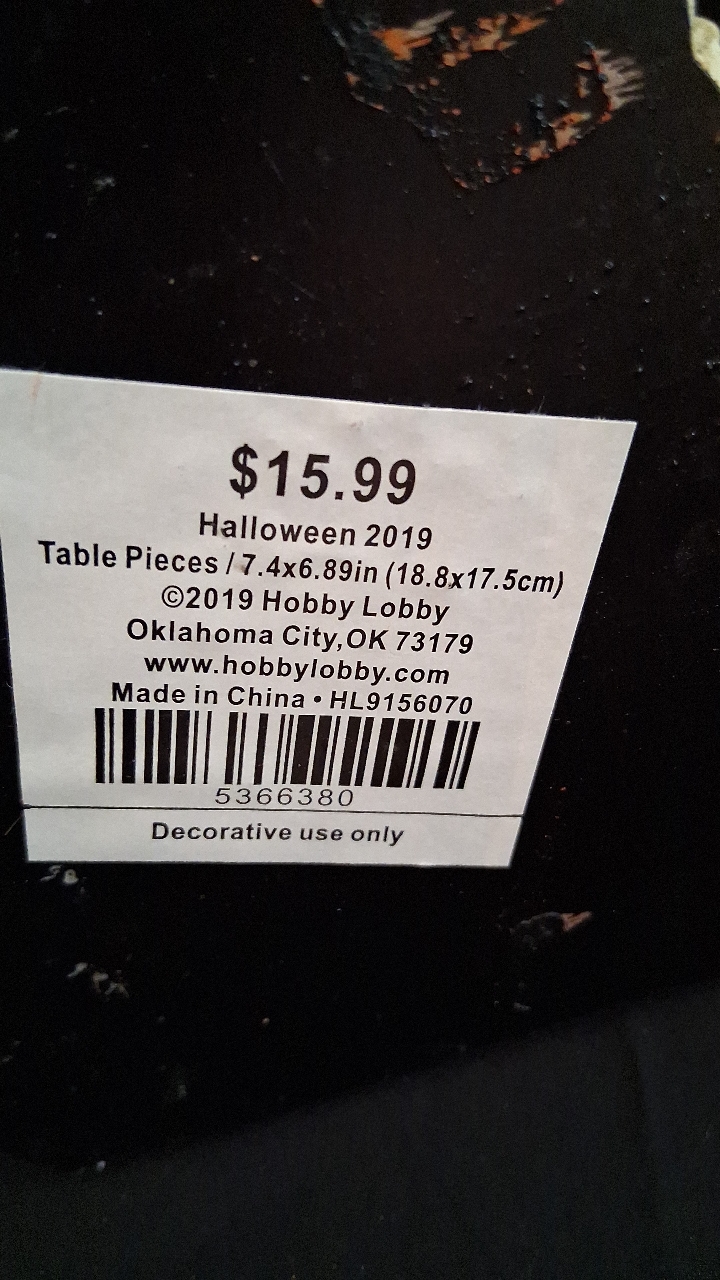 $15.99
Halloween 2019
Table Pieces / 7.4x6.89in (18.8x17.5cm)
©2019 Hobby Lobby
Oklahoma City,OK 73179
www.hobbylobby.com
Made in China • HL9156070
5366380
Decorative use only